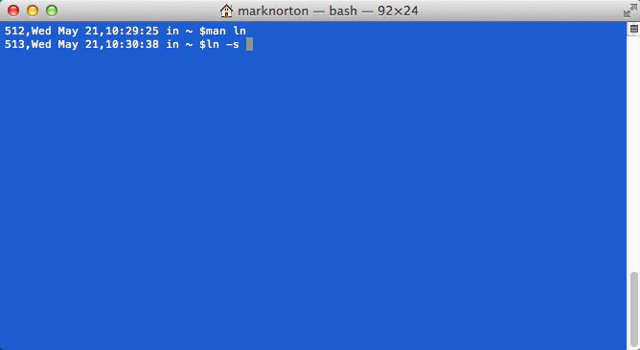 marknorton — bash — 92×24
512,Wed May 21,10:29:25 in ~ $man ln
513,Wed May 21,10:30:38 in ~ $ln -s